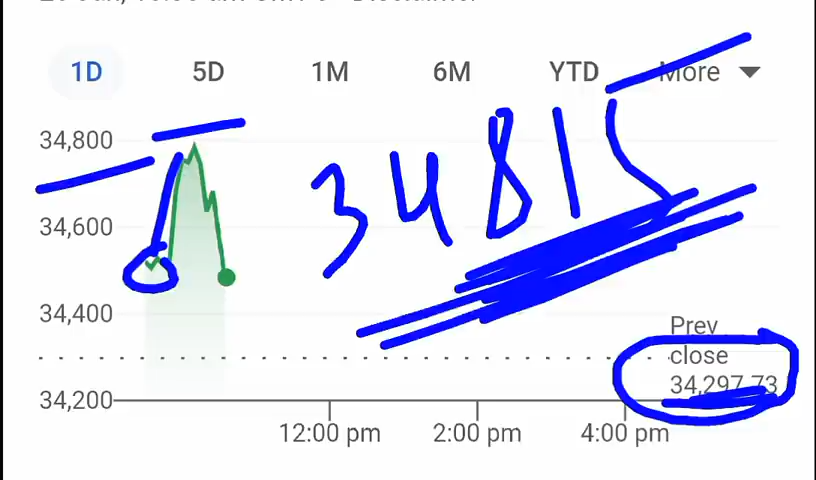 1D 5D 1M 6M YTD More
34,800
34815
34,600
34,400
Prev
close
34,297.73
34,200
12:00 pm 2:00 pm 4:00 pm